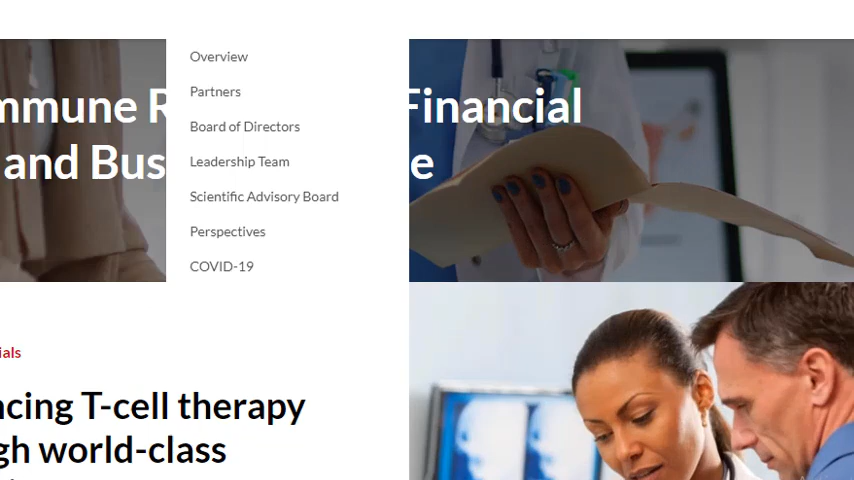 Overview
Partners
mmune R Financial
Board of Directors
and Bus e
Leadership Team
Scientific Advisory Board
Perspectives
COVID-19
ials
ncing T-cell therapy
gh world-class